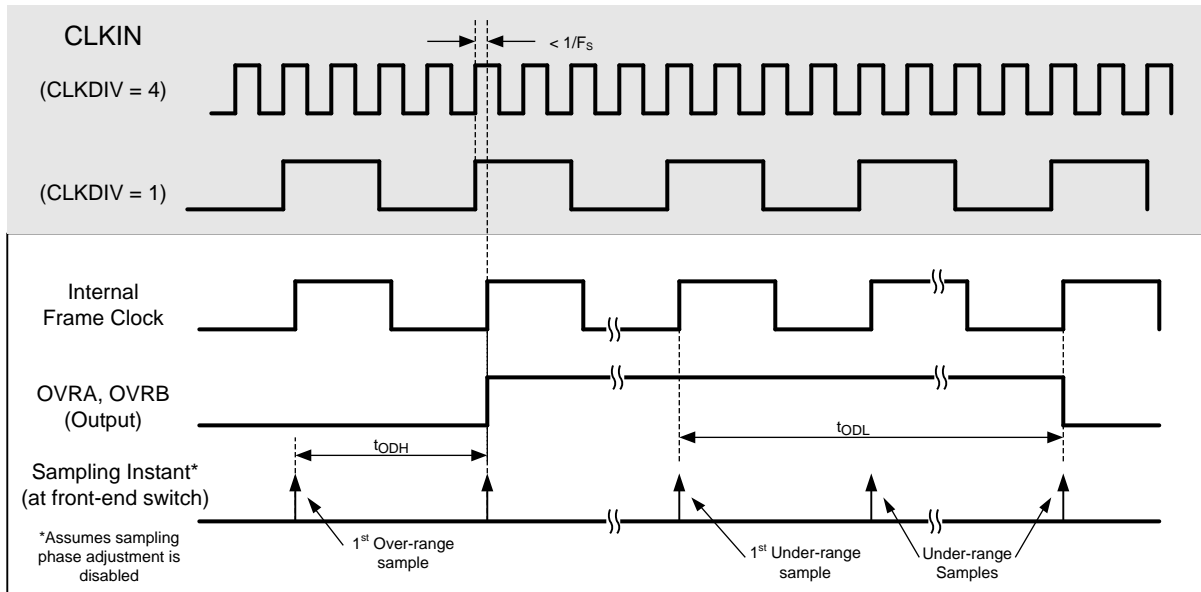 CLKIN
< 1/FS
(CLKDIV = 4)
(CLKDIV = 1)
Internal
Frame Clock
OVRA, OVRB
(Output)
tODH
tODL
Sampling Instant*
(at front-end switch)
*Assumes sampling
phase adjustment is
disabled
1st Over-range
sample
1st Under-range
sample
Under-range
Samples